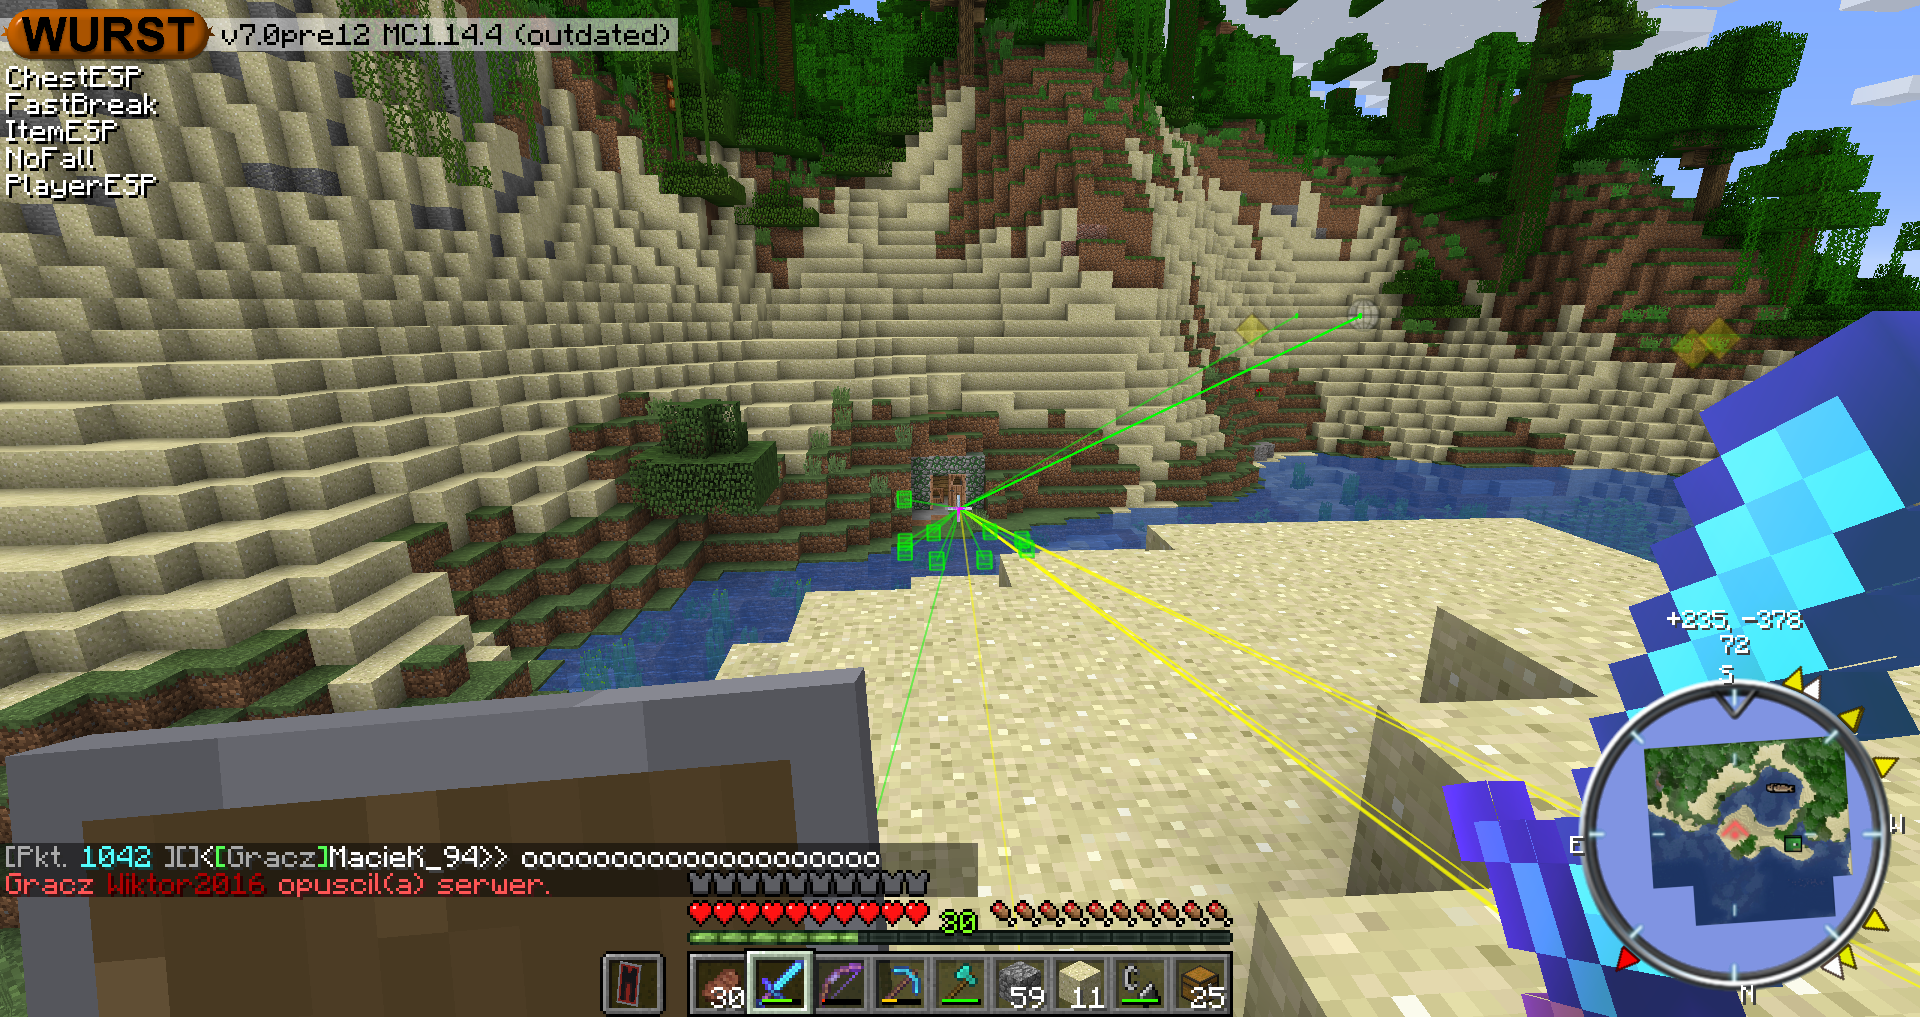 WURST v7.0pre12 MC1.14.4 (outdated)
ChestESP
FastBreak
ItemESP
NoFall
PlayerESP
+235, -378
72
S
E
W
N
[Pkt. 1042 ][]<[Gracz]MacieK_94>> oooooooooooooooooooo
Gracz Wiktor2016 opuscil(a) serwer.
30
30
59
11
25